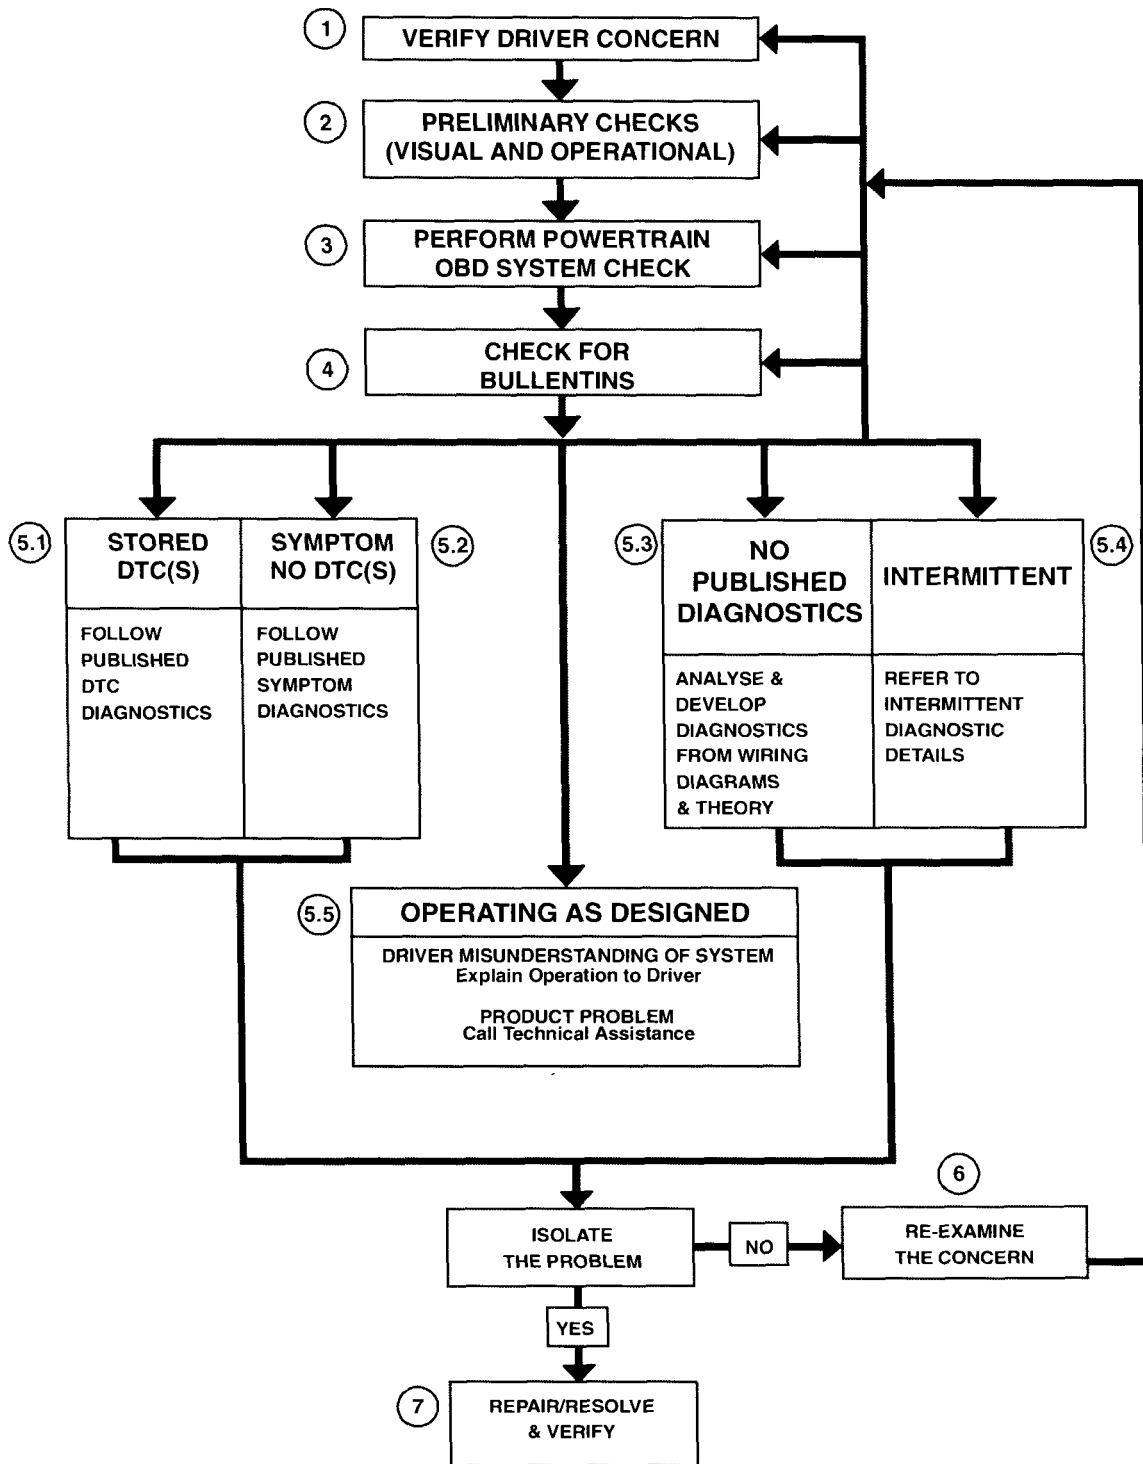 1
VERIFY DRIVER CONCERN
2
PRELIMINARY CHECKS
(VISUAL AND OPERATIONAL)
3
PERFORM POWERTRAIN
OBD SYSTEM CHECK
4
CHECK FOR
BULLENTINS
5.1
STORED
DTC(S)
FOLLOW
PUBLISHED
DTC
DIAGNOSTICS
SYMPTOM
NO DTC(S)
5.2
FOLLOW
PUBLISHED
SYMPTOM
DIAGNOSTICS
5.3
NO
PUBLISHED
DIAGNOSTICS
ANALYSE &
DEVELOP
DIAGNOSTICS
FROM WIRING
DIAGRAMS
& THEORY
INTERMITTENT
5.4
REFER TO
INTERMITTENT
DIAGNOSTIC
DETAILS
5.5
OPERATING AS DESIGNED
DRIVER MISUNDERSTANDING OF SYSTEM
Explain Operation to Driver
PRODUCT PROBLEM
Call Technical Assistance
ISOLATE
THE PROBLEM
NO
6
RE-EXAMINE
THE CONCERN
YES
7
REPAIR/RESOLVE
& VERIFY